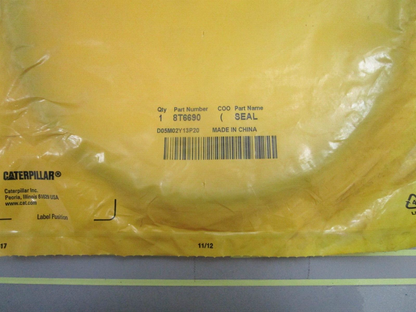 Qty Part Number COO Part Name
1 8T6690 ( SEAL
D05M02Y15P20 MADE IN CHINA
CATERPILLAR®
Caterpillar Inc.
Peoria, Illinois 61629 USA
www.cat.com
Label Position
17 11/12